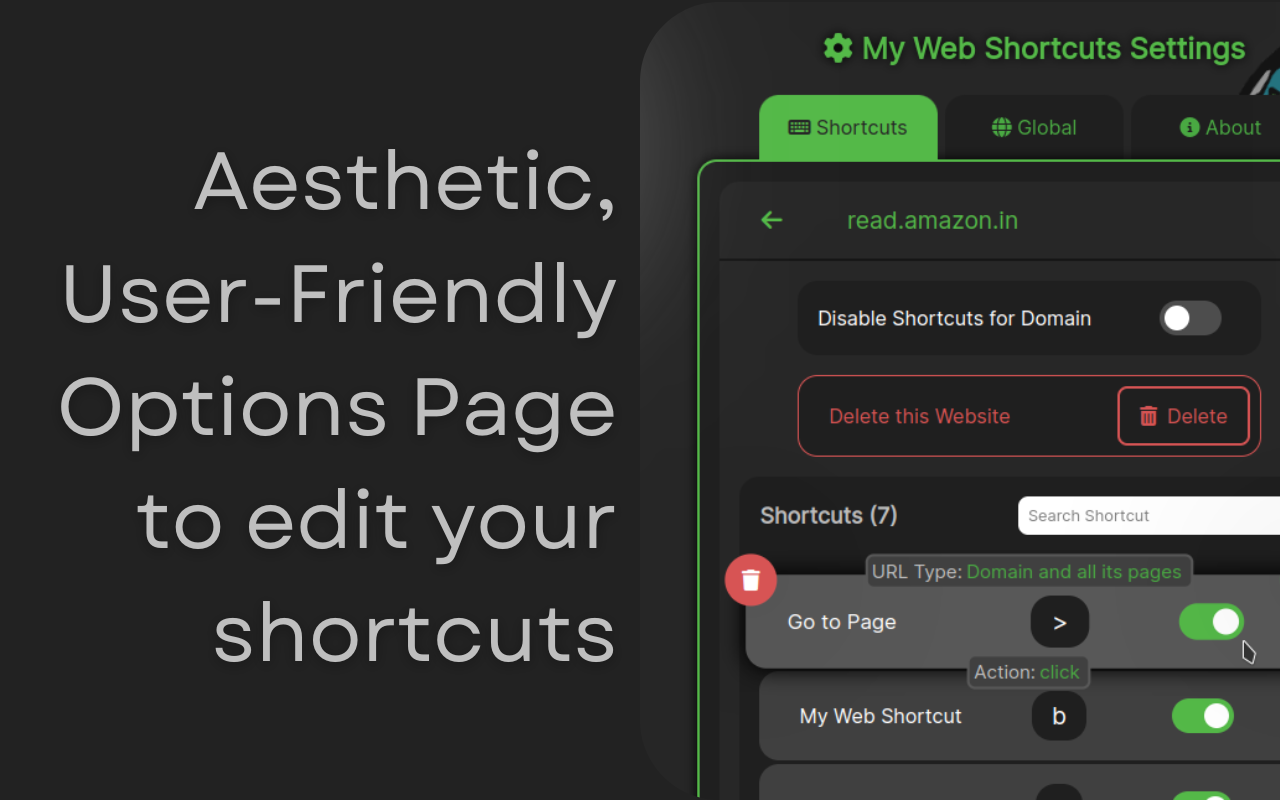 Aesthetic,
User-Friendly
Options Page
to edit your
shortcuts
My Web Shortcuts Settings
Shortcuts
Global
About
read.amazon.in
Disable Shortcuts for Domain
Delete this Website
Delete
Shortcuts (7)
Search Shortcut
URL Type: Domain and all its pages
Go to Page
>
Action: click
My Web Shortcut
b